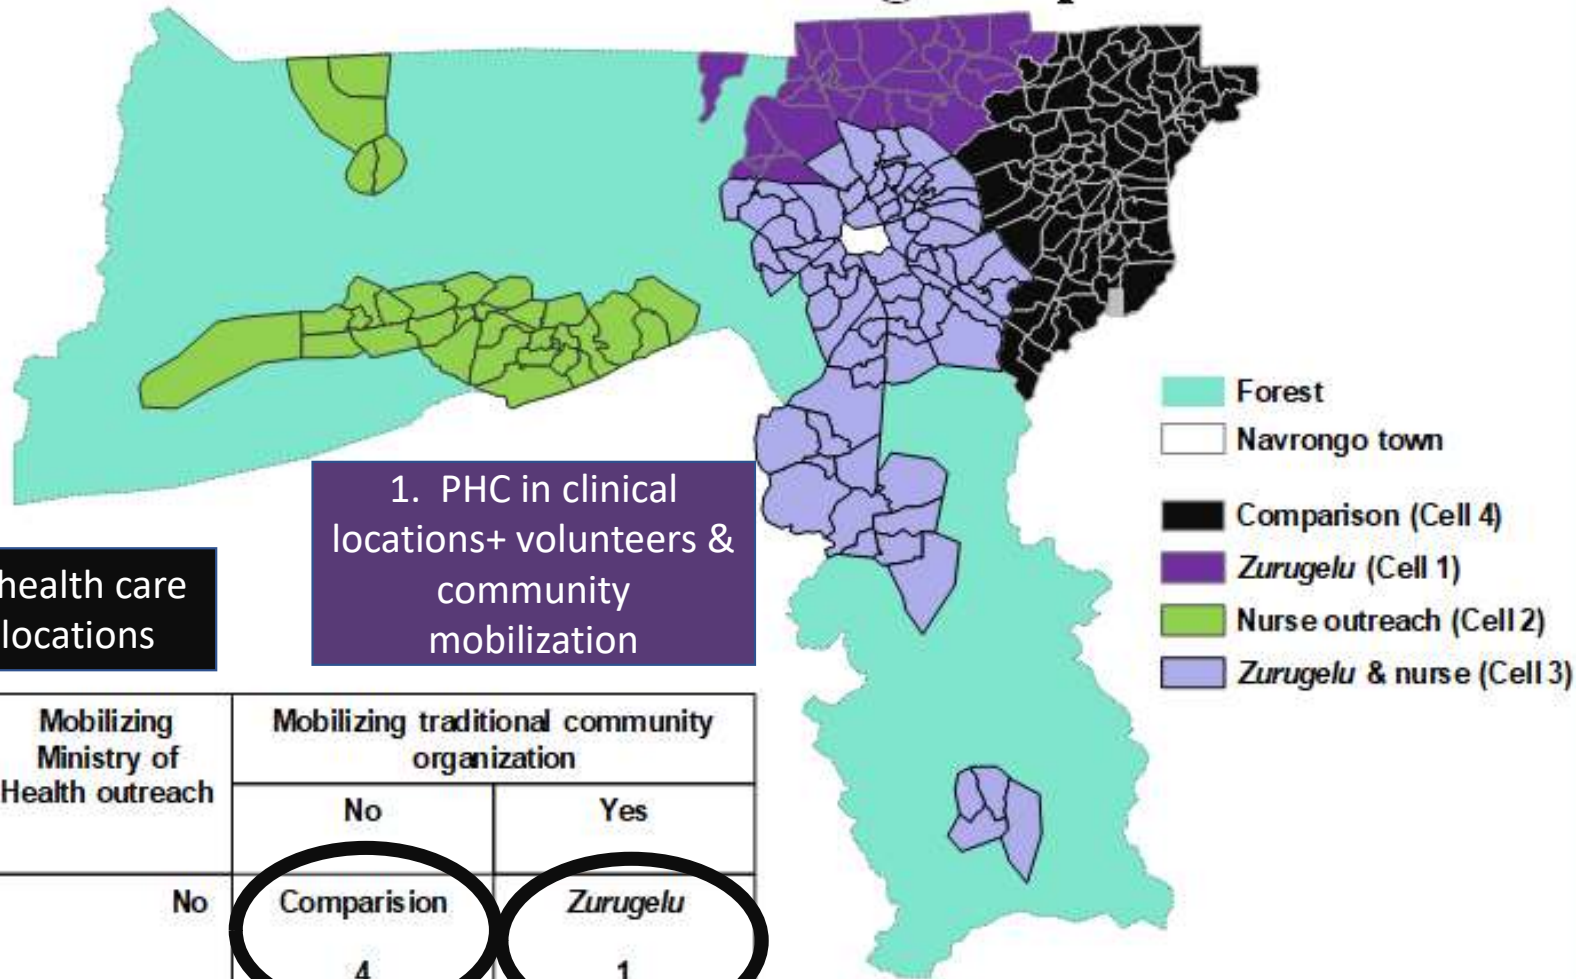 1. PHC in clinical
locations+ volunteers &
community
mobilization
health care
locations
Forest
Navrongo town
Comparison (Cell 4)
Zurugelu (Cell 1)
Nurse outreach (Cell 2)
Zurugelu & nurse (Cell 3)
Mobilizing
Ministry of
Health outreach
Mobilizing traditional community
organization
No
Yes
No
Comparision
4
Zurugelu
1